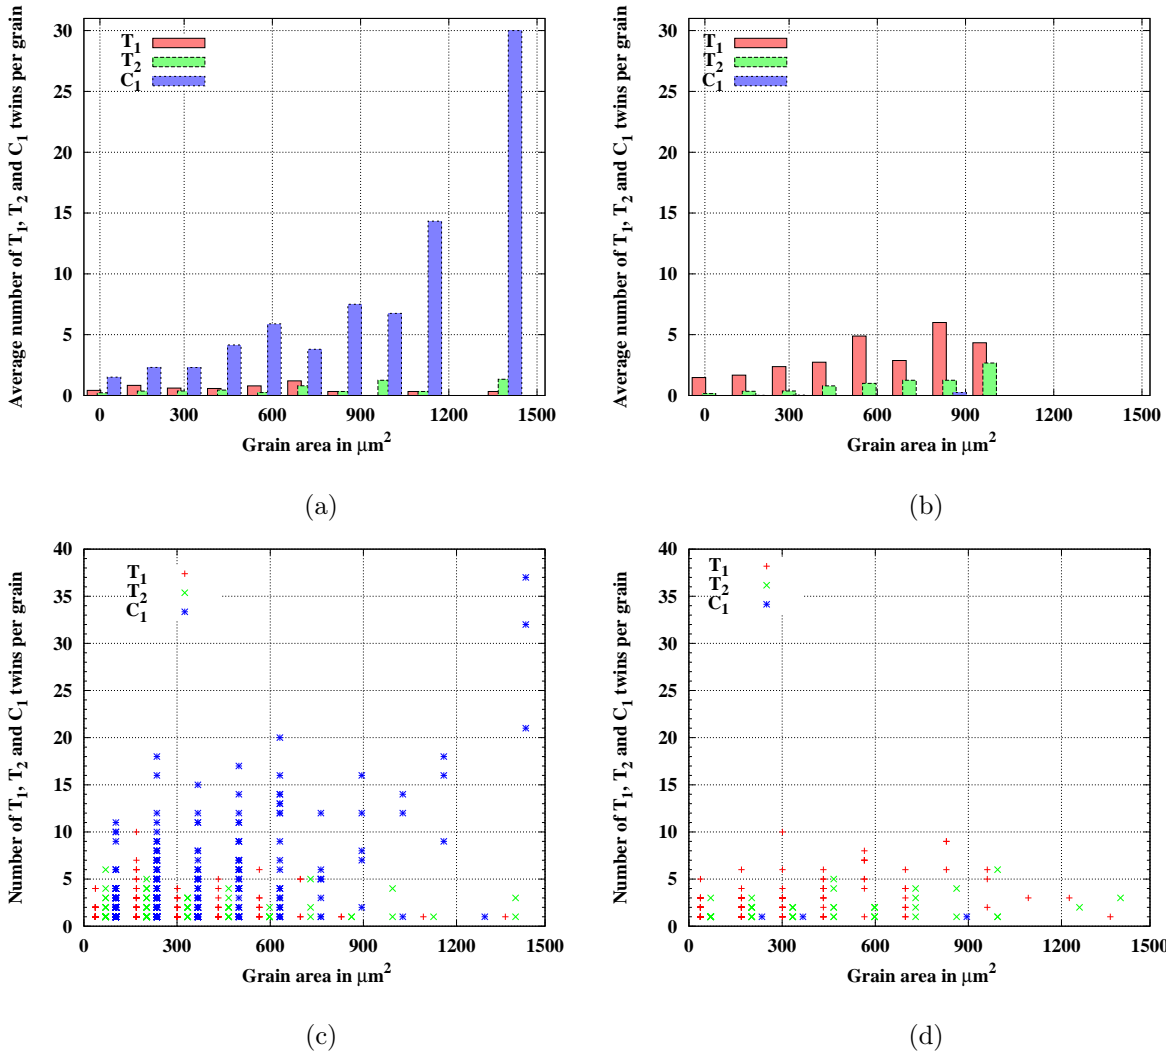 Average number of T1, T2 and C1 twins per grain
30
25
20
15
10
5
0
T1
T2
C1
0 300 600 900 1200 1500
Grain area in µm2
(a)
Average number of T1, T2 and C1 twins per grain
30
25
20
15
10
5
0
T1
T2
C1
0 300 600 900 1200 1500
Grain area in µm2
(b)
Number of T1, T2 and C1 twins per grain
40
35
30
25
20
15
10
5
0
T1
T2
C1
0 300 600 900 1200 1500
Grain area in µm2
(c)
Number of T1, T2 and C1 twins per grain
40
35
30
25
20
15
10
5
0
T1
T2
C1
0 300 600 900 1200 1500
Grain area in µm2
(d)